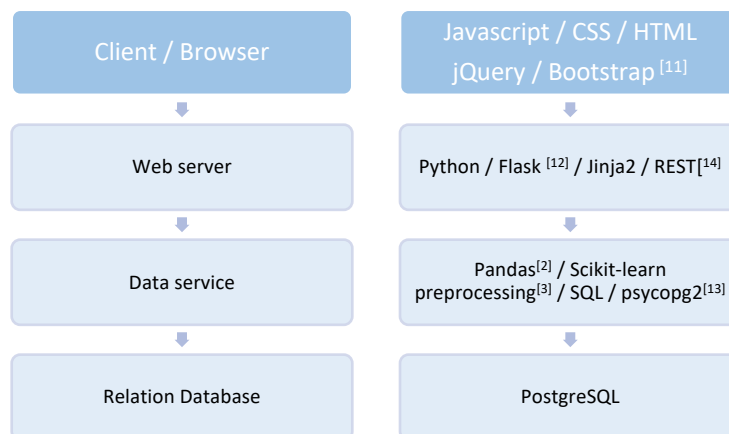 Client / Browser
Web server
Data service
Relation Database
Javascript / CSS / HTML
jQuery / Bootstrap [11]
Python / Flask [12] / Jinja2 / REST[[14]
Pandas[2] / Scikit-learn
preprocessing[3] / SQL / psycopg2[13]
PostgreSQL